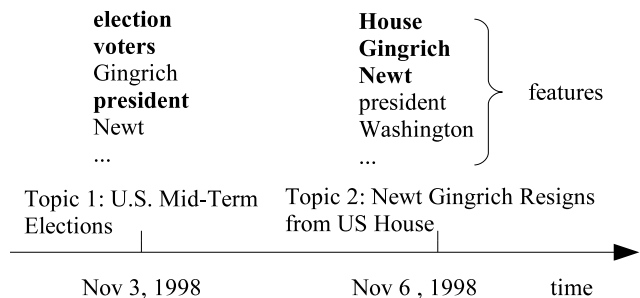 election
voters
Gingrich
president
Newt
...
House
Gingrich
Newt
president
Washington
...
features
Topic 1: U.S. Mid-Term
Elections
Topic 2: Newt Gingrich Resigns
from US House
Nov 3, 1998
Nov 6 , 1998
time